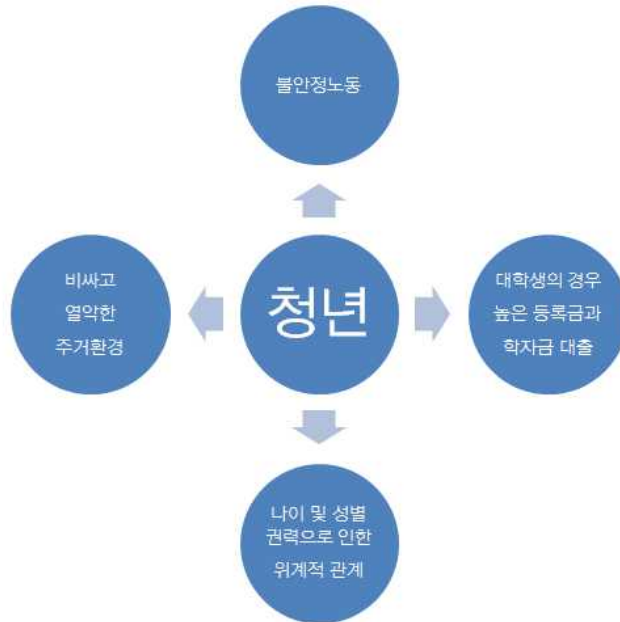 불안정노동
비싸고
열악한
주거환경
청년
대학생의 경우
높은 등록금과
학자금 대출
나이 및 성별
권력으로 인한
위계적 관계